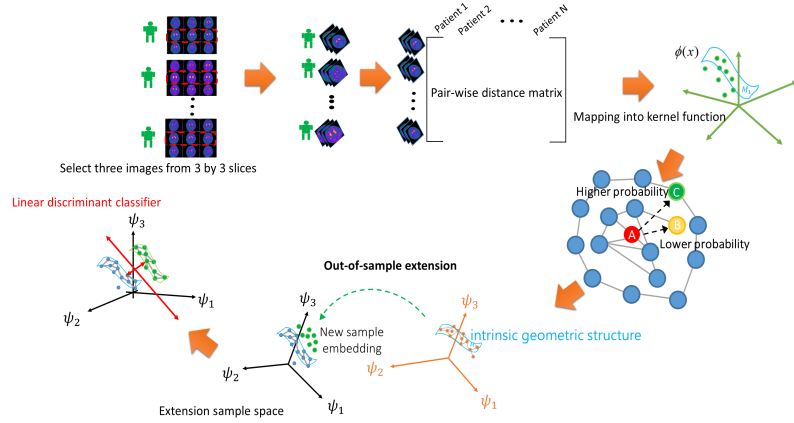 Patient 1
Patient 2
Patient N
Pair-wise distance matrix
ϕ(x)
M₁
Mapping into kernel function
Select three images from 3 by 3 slices
Higher probability
C
B
A
Lower probability
Linear discriminant classifier
ψ₃
ψ₁
ψ₂
Out-of-sample extension
ψ₃
New sample
embedding
ψ₂
ψ₁
Extension sample space
ψ₃
intrinsic geometric structure
ψ₂
ψ₁